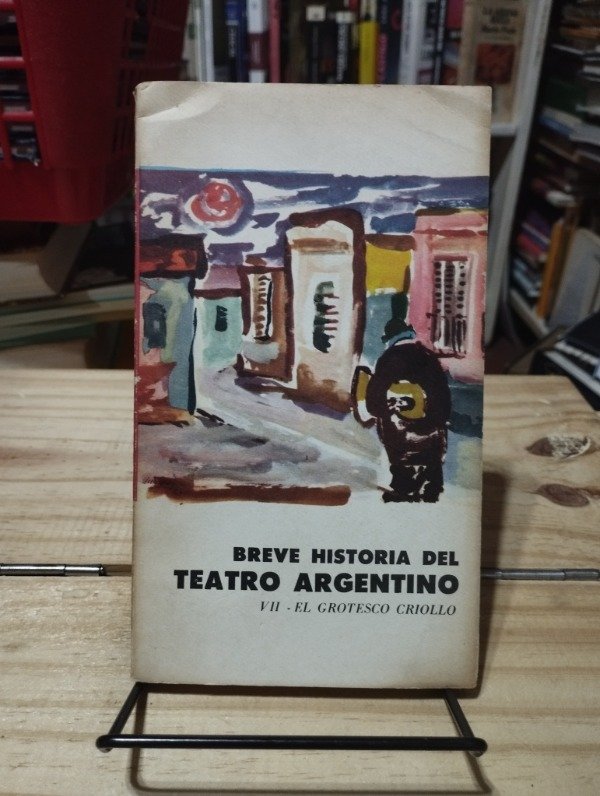 BREVE HISTORIA DEL
TEATRO ARGENTINO
VII - EL GROTESCO CRIOLLO